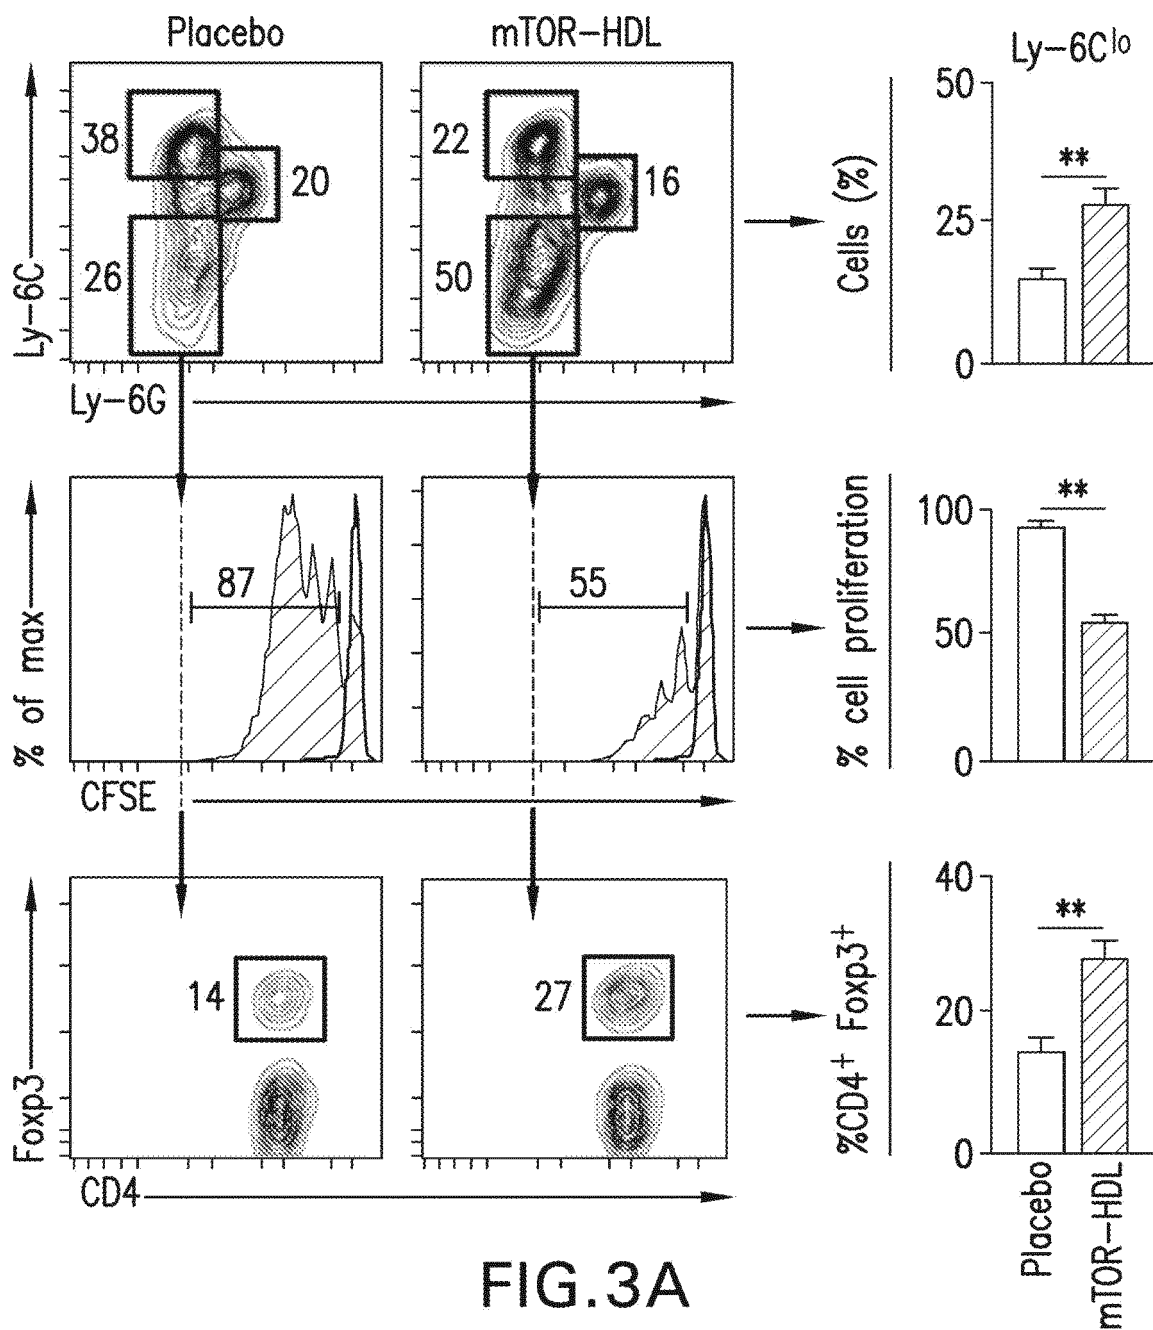 Placebo
mTOR-HDL
Ly-6C
38
20
26
22
16
50
Ly-6G
Cells (%)
Ly-6Clo
50
25
0
**
% of max
87
55
CFSE
% cell proliferation
100
50
0
**
Foxp3
14
27
CD4
%CD4+ Foxp3+
40
20
0
**
Placebo
mTOR-HDL
FIG.3A